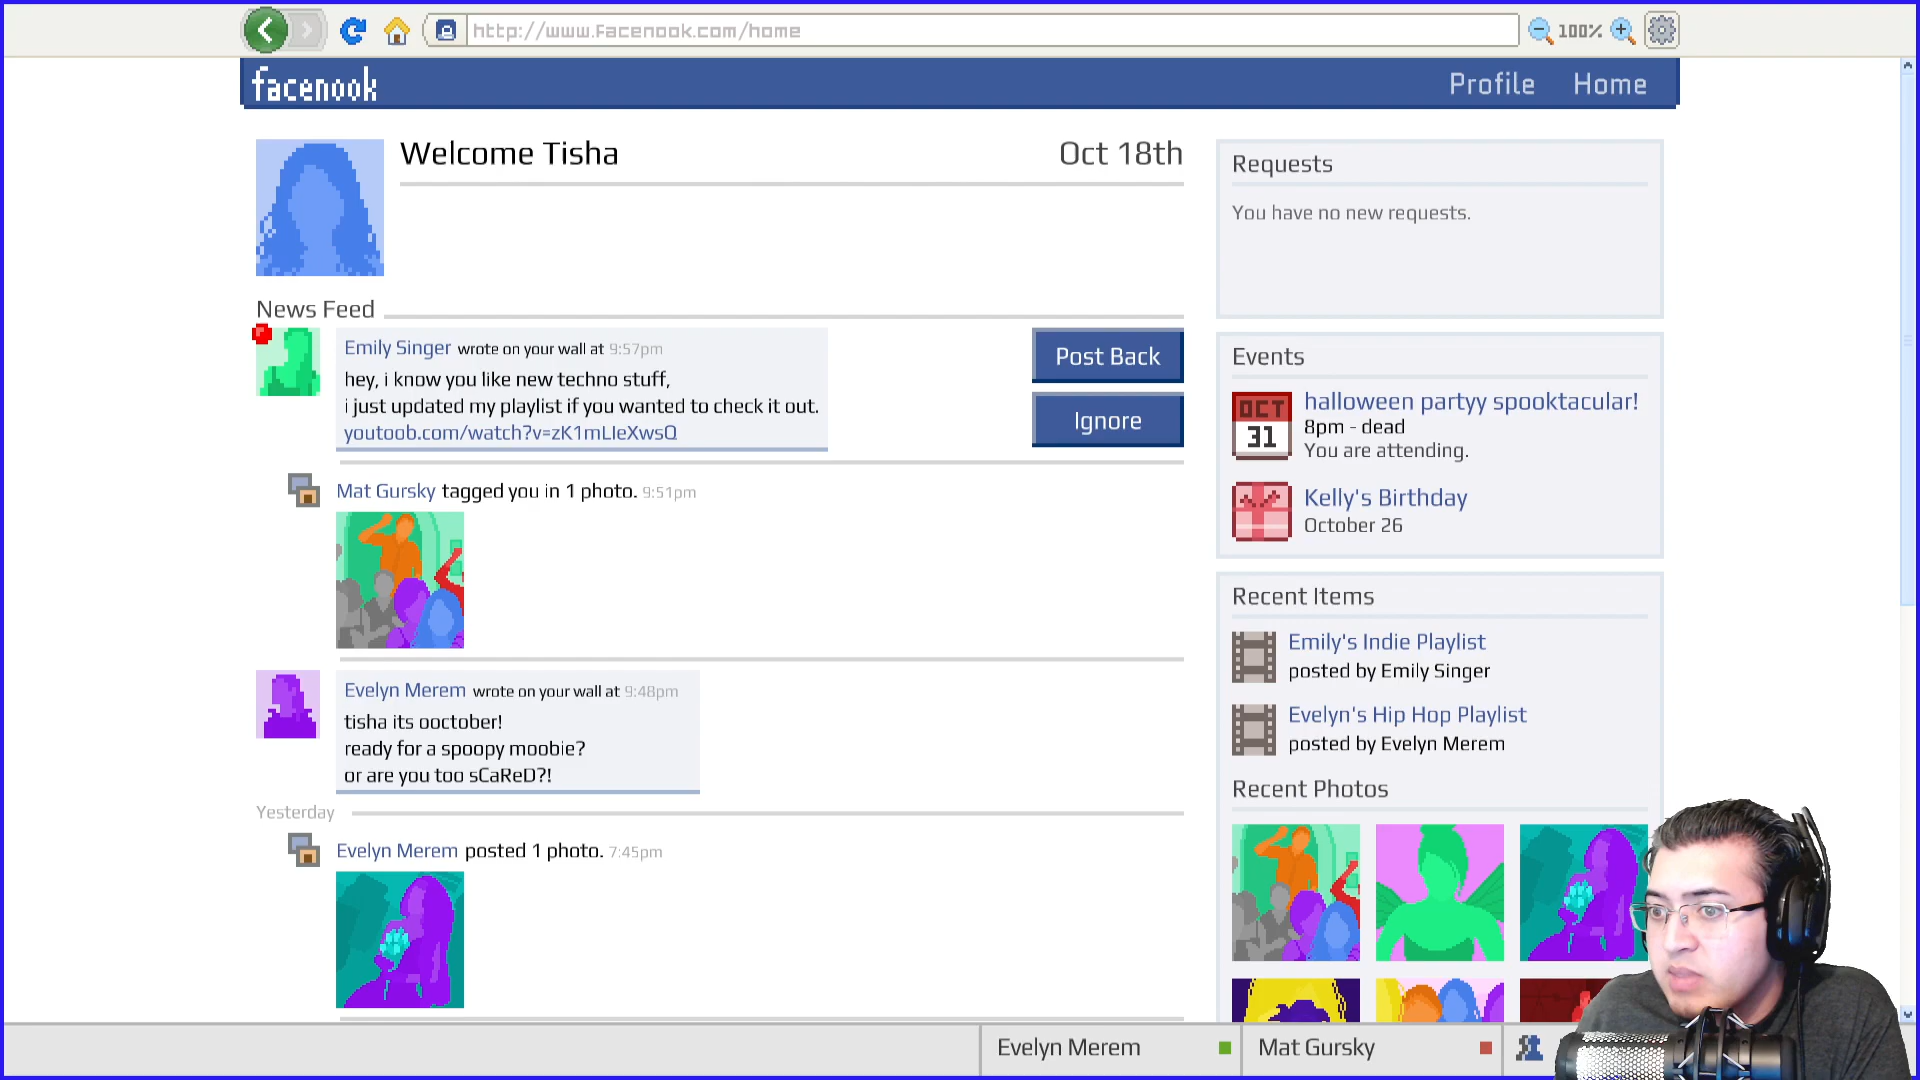 http://www.facenook.com/home
100%
facenook
Profile
Home
Welcome Tisha
Oct 18th
News Feed
Emily Singer wrote on your wall at 9:57pm
hey, i know you like new techno stuff,
i just updated my playlist if you wanted to check it out.
youtoob.com/watch?v=zK1mLIeXwsQ
Post Back
Ignore
Mat Gursky tagged you in 1 photo. 9:51pm
Evelyn Merem wrote on your wall at 9:48pm
tisha its ooctober!
ready for a spoopy moobie?
or are you too sCaReD?!
Yesterday
Evelyn Merem posted 1 photo. 7:45pm
Requests
You have no new requests.
Events
OCT
31
halloween partyy spooktacular!
8pm - dead
You are attending.
Kelly's Birthday
October 26
Recent Items
Emily's Indie Playlist
posted by Emily Singer
Evelyn's Hip Hop Playlist
posted by Evelyn Merem
Recent Photos
Evelyn Merem
Mat Gursky